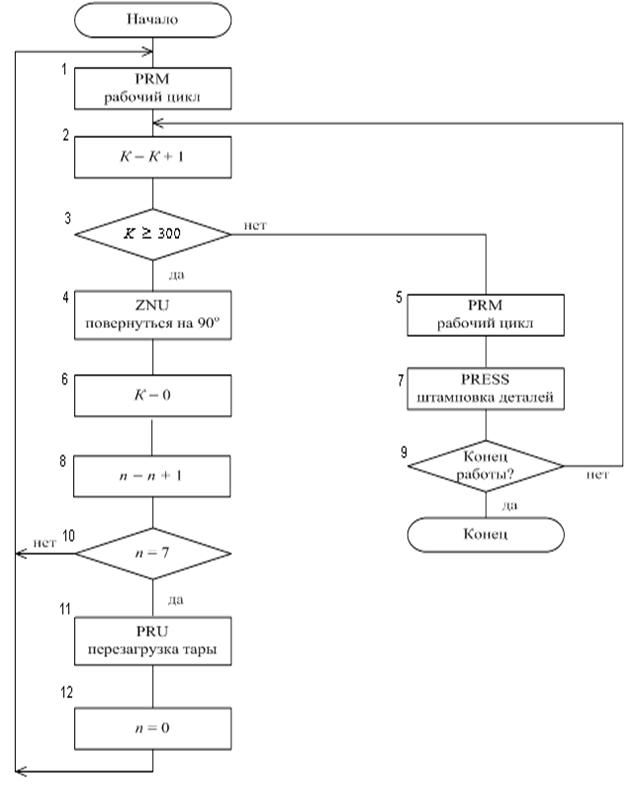 Начало
1
PRM
рабочий цикл
2
K – K + 1
3
K ≥ 300
нет
да
4
ZNU
повернуться на 90°
5
PRM
рабочий цикл
6
K – 0
7
PRESS
штамповка деталей
8
n – n + 1
9
Конец
работы?
нет
да
Конец
10
n = 7
нет
да
11
PRU
перезагрузка тары
12
n = 0